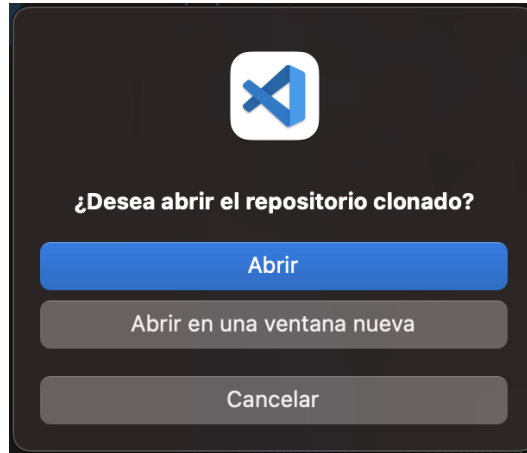 ¿Desea abrir el repositorio clonado?
Abrir
Abrir en una ventana nueva
Cancelar